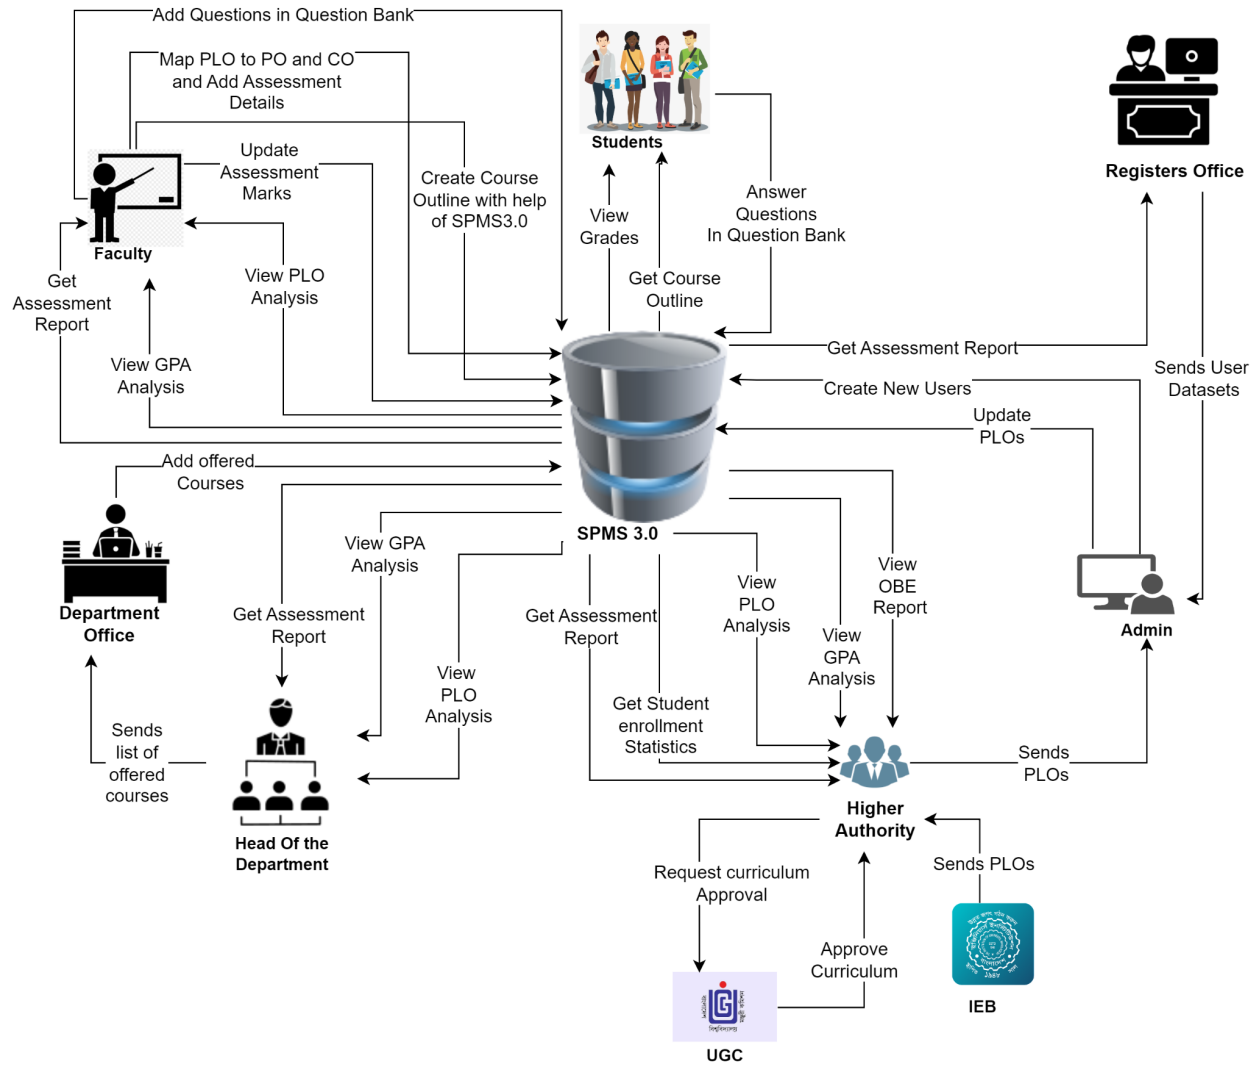 Add Questions in Question Bank
Map PLO to PO and CO
and Add Assessment
Details
Students
Registers Office
Update
Assessment
Marks
Create Course
Outline with help
of SPMS3.0
Answer
Questions
In Question Bank
View
Grades
Get Course
Outline
Faculty
Get
Assessment
Report
View PLO
Analysis
View GPA
Analysis
Get Assessment Report
Sends User
Datasets
Create New Users
Update
PLOs
Add offered
Courses
SPMS 3.0
View GPA
Analysis
Department
Office
Get Assessment
Report
Get Assessment
Report
View
PLO
Analysis
View
OBE
Report
View
GPA
Analysis
Admin
View
PLO
Analysis
Get Student
enrollment
Statistics
Sends
list of
offered
courses
Sends
PLOs
Head Of the
Department
Higher
Authority
Request curriculum
Approval
Sends PLOs
Approve
Curriculum
IEB
UGC